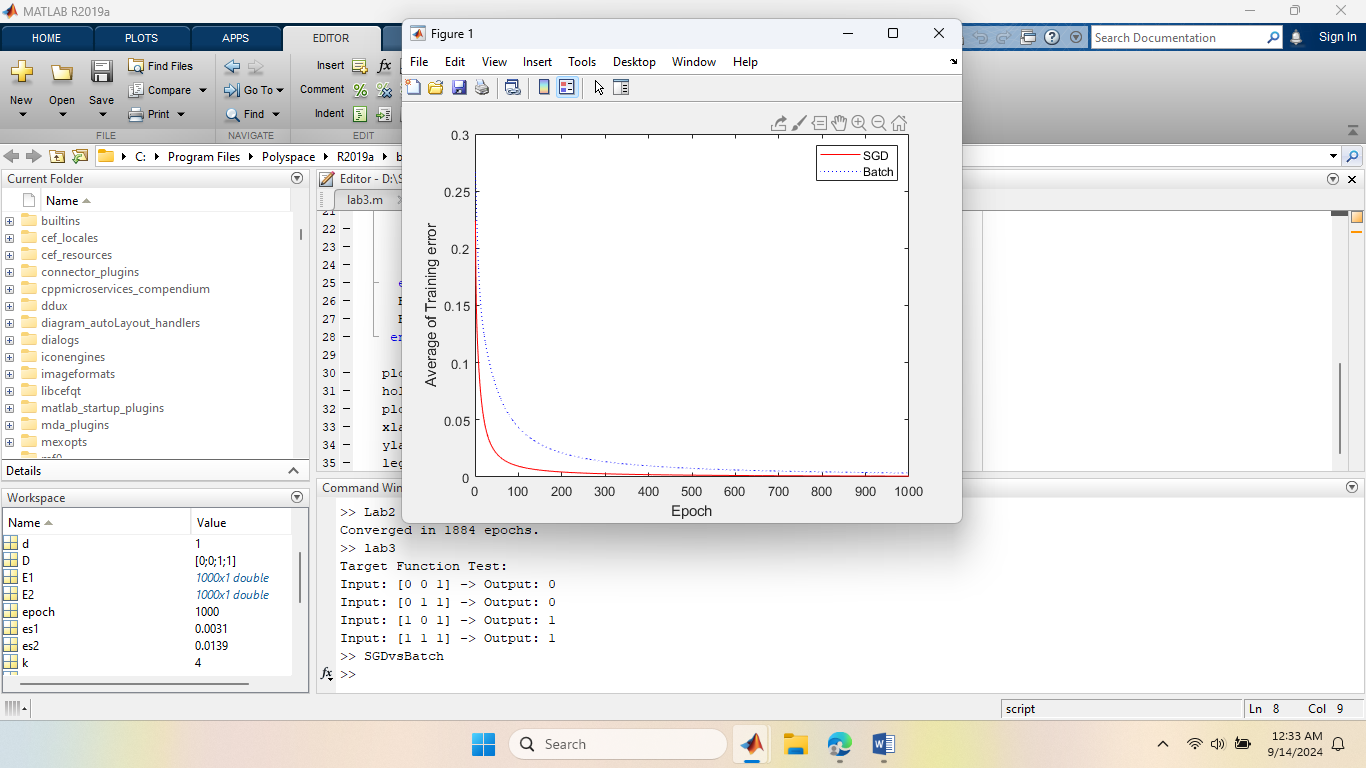 MATLAB R2019a
HOME PLOTS APPS EDITOR
Search Documentation
Sign In
New
Open
Save
Find Files
Compare
Print
FILE
Go To
Find
NAVIGATE
Insert
fx
Comment
%
Indent
EDIT
C: Program Files Polyspace R2019a b
Current Folder
Name
builtins
cef_locales
cef_resources
connector_plugins
cppmicroservices_compendium
ddux
diagram_autoLayout_handlers
dialogs
iconengines
imageformats
libcefqt
matlab_startup_plugins
mda_plugins
mexopts
Details
Workspace
Name Value
d 1
D [0;0;1;1]
E1 1000x1 double
E2 1000x1 double
epoch 1000
es1 0.0031
es2 0.0139
k 4
Editor - D:\S
lab3.m
21
22
23
24
25 e
26
27
28 en
29
30 plo
31 hol
32 plo
33 xla
34 yla
35 leg
Figure 1
File Edit View Insert Tools Desktop Window Help
SGD
Batch
0.3
0.25
0.2
0.15
0.1
0.05
0
Average of Training error
0 100 200 300 400 500 600 700 800 900 1000
Epoch
Command Win
>> Lab2
Converged in 1884 epochs.
>> lab3
Target Function Test:
Input: [0 0 1] -> Output: 0
Input: [0 1 1] -> Output: 0
Input: [1 0 1] -> Output: 1
Input: [1 1 1] -> Output: 1
>> SGDvsBatch
fx >>
script
Ln 8 Col 9
Search
12:33 AM
9/14/2024